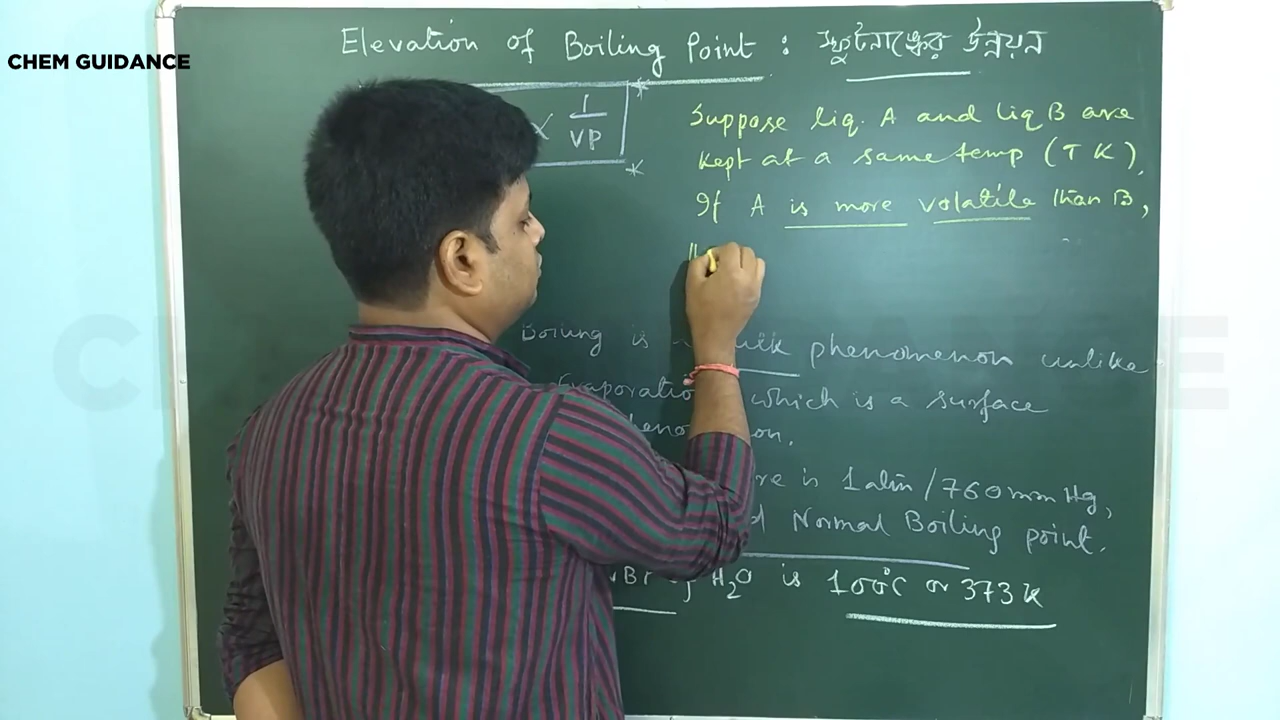 CHEM GUIDANCE
Elevation of Boiling Point : স্ফুটনাঙ্কের উন্নয়ন
1
VP
Suppose liq. A and liq B are
kept at a same temp (T K),
If A is more volatile than B,
Boiling is phenomenon unlike
which is a surface
is 1 atm / 760 mm Hg,
Normal Boiling point.
H2O is 100°C or 373 K